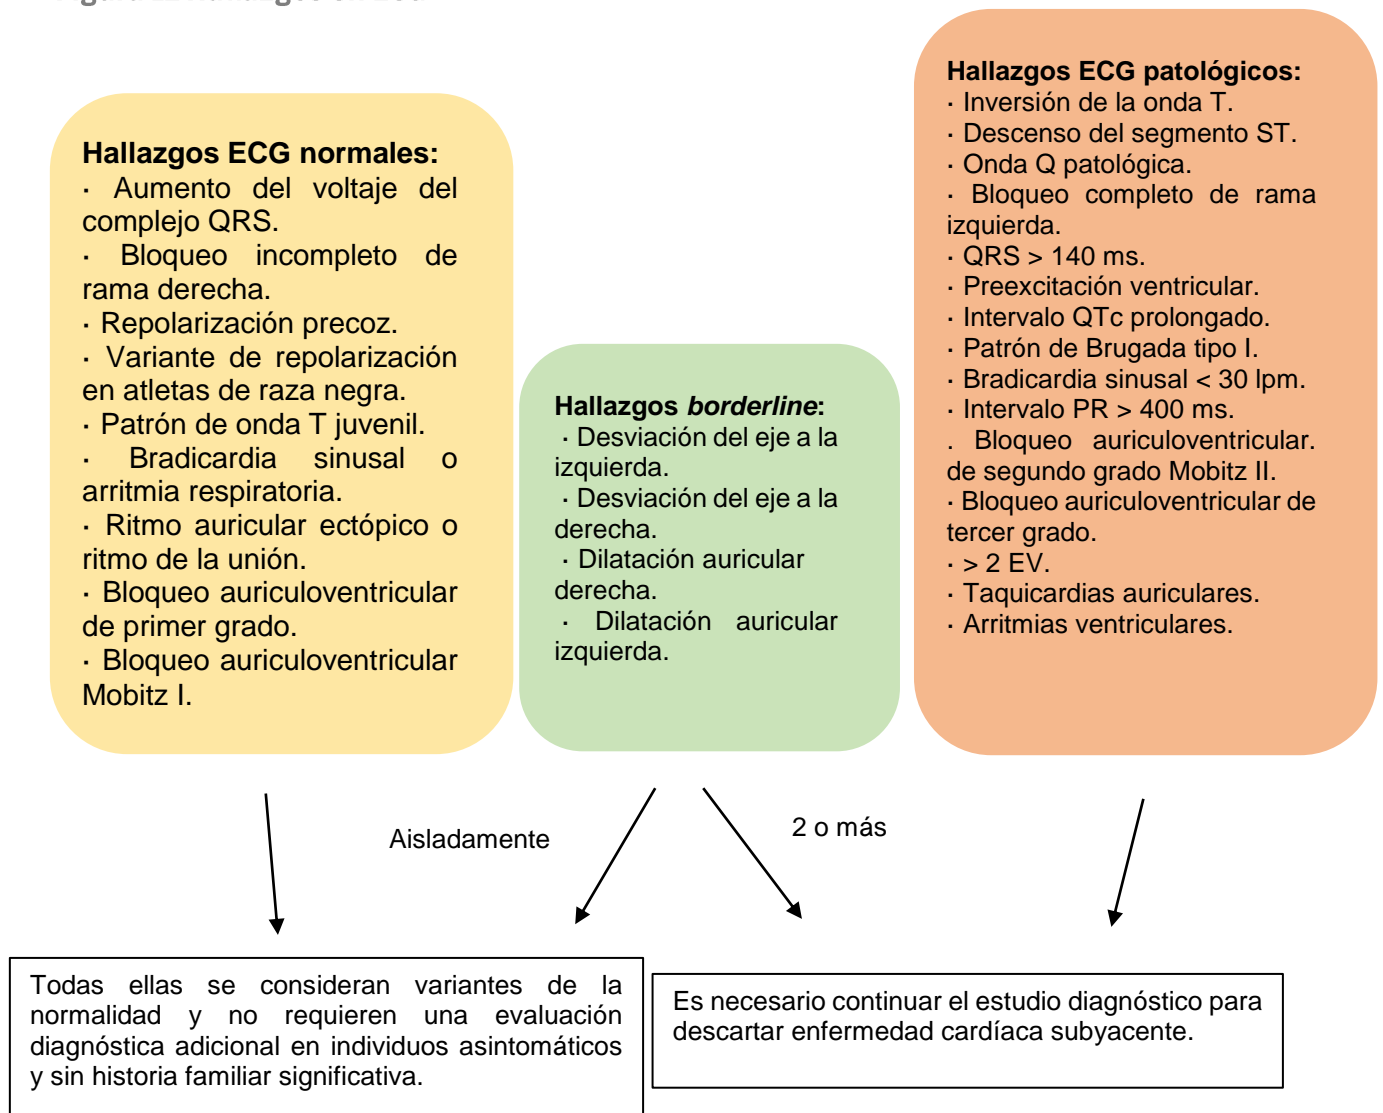 Hallazgos ECG normales:
· Aumento del voltaje del
complejo QRS.
· Bloqueo incompleto de
rama derecha.
· Repolarización precoz.
· Variante de repolarización
en atletas de raza negra.
· Patrón de onda T juvenil.
· Bradicardia sinusal o
arritmia respiratoria.
· Ritmo auricular ectópico o
ritmo de la unión.
· Bloqueo auriculoventricular
de primer grado.
· Bloqueo auriculoventricular
Mobitz I.
Hallazgos borderline:
· Desviación del eje a la
izquierda.
· Desviación del eje a la
derecha.
· Dilatación auricular
derecha.
· Dilatación auricular
izquierda.
Hallazgos ECG patológicos:
· Inversión de la onda T.
· Descenso del segmento ST.
· Onda Q patológica.
· Bloqueo completo de rama
izquierda.
· QRS > 140 ms.
· Preexcitación ventricular.
· Intervalo QTc prolongado.
· Patrón de Brugada tipo I.
· Bradicardia sinusal < 30 lpm.
· Intervalo PR > 400 ms.
. Bloqueo auriculoventricular.
de segundo grado Mobitz II.
· Bloqueo auriculoventricular de
tercer grado.
· > 2 EV.
· Taquicardias auriculares.
· Arritmias ventriculares.
Aisladamente
2 o más
Todas ellas se consideran variantes de la
normalidad y no requieren una evaluación
diagnóstica adicional en individuos asintomáticos
y sin historia familiar significativa.
Es necesario continuar el estudio diagnóstico para
descartar enfermedad cardíaca subyacente.